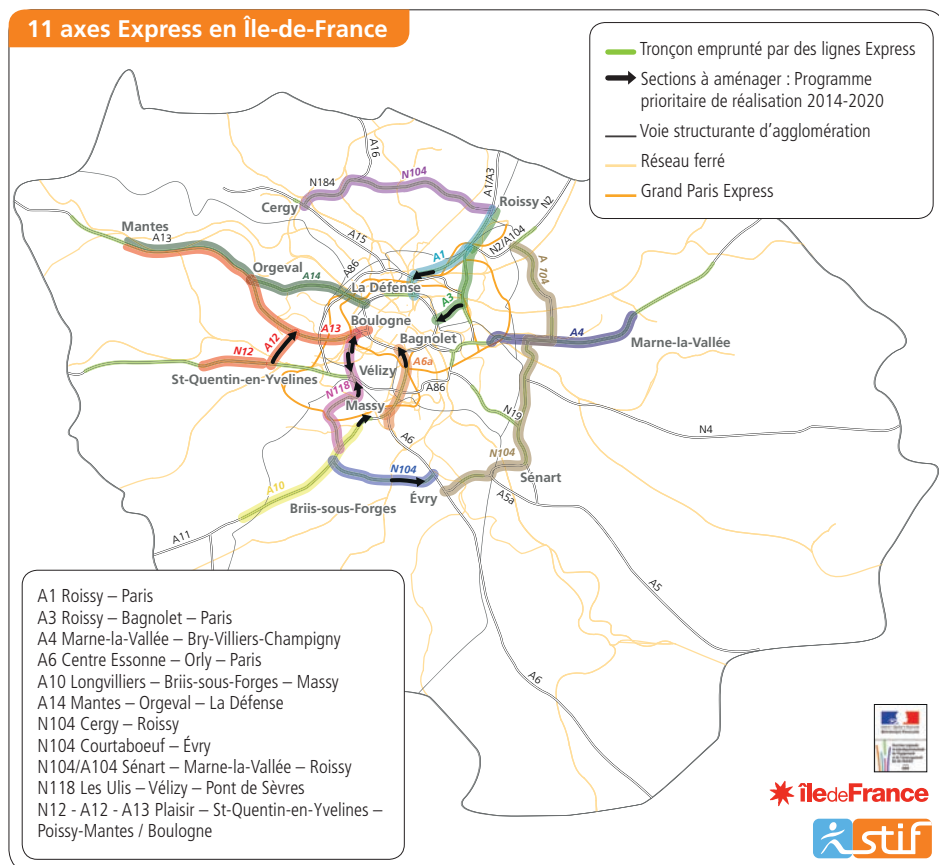 11 axes Express en Île-de-France
Tronçon emprunté par des lignes Express
Sections à aménager : Programme
prioritaire de réalisation 2014-2020
Voie structurante d'agglomération
Réseau ferré
Grand Paris Express
A16
N184
N104
A1/A3
Roissy
N2
Cergy
Mantes
A13
A15
N2/A104
A1
A 104
Orgeval
A14
A86
La Défense
A3
Boulogne
A13
A12
Bagnolet
A4
Marne-la-Vallée
N12
St-Quentin-en-Yvelines
Vélizy
A6a
A86
N118
Massy
N19
N4
A6
N104
N104
Sénart
A10
Évry
A5a
Briis-sous-Forges
A11
A5
A6
A1 Roissy – Paris
A3 Roissy – Bagnolet – Paris
A4 Marne-la-Vallée – Bry-Villiers-Champigny
A6 Centre Essonne – Orly – Paris
A10 Longvilliers – Briis-sous-Forges – Massy
A14 Mantes – Orgeval – La Défense
N104 Cergy – Roissy
N104 Courtaboeuf – Évry
N104/A104 Sénart – Marne-la-Vallée – Roissy
N118 Les Ulis – Vélizy – Pont de Sèvres
N12 - A12 - A13 Plaisir – St-Quentin-en-Yvelines –
Poissy-Mantes / Boulogne
îledeFrance
stif